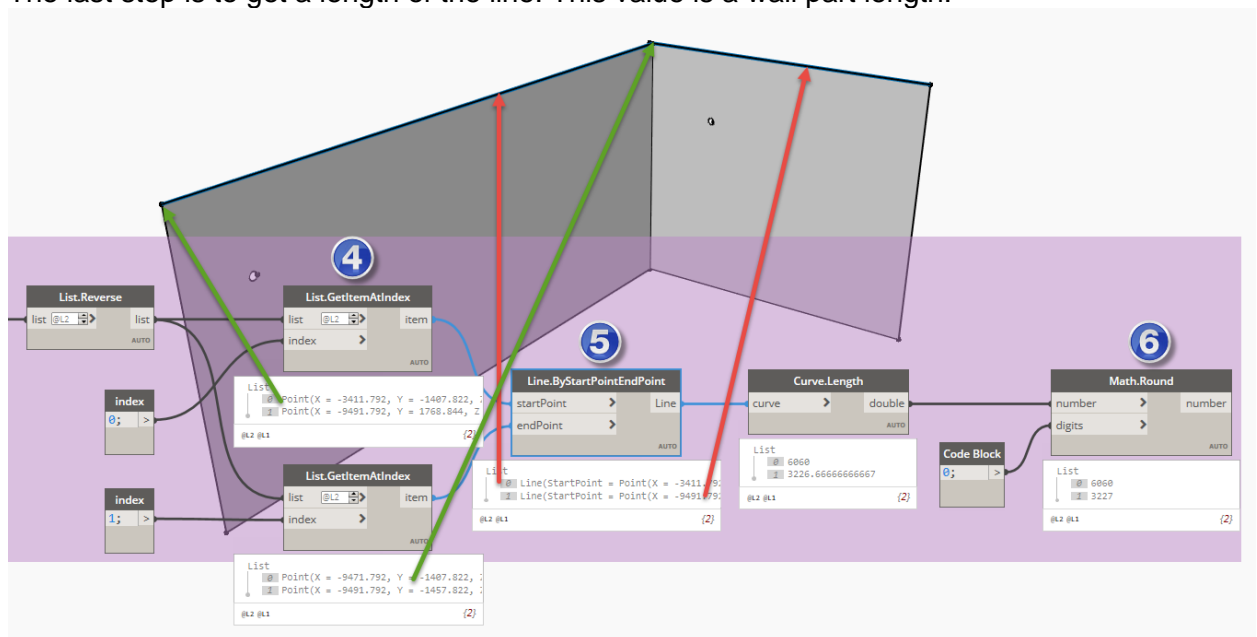 The last step is to get a length of the line. This value is a wall part length.
4
List.Reverse
list @L2 > list
AUTO
List.GetItemAtIndex
list @L2 > item
index >
AUTO
List
0 Point(X = -3411.792, Y = -1407.822,
1 Point(X = -9491.792, Y = 1768.844, Z
@L2 @L1 {2}
index
0; >
index
1; >
List.GetItemAtIndex
list @L2 > item
index >
AUTO
List
0 Point(X = -9471.792, Y = -1407.822,
1 Point(X = -9491.792, Y = -1457.822,
@L2 @L1 {2}
5
Line.ByStartPointEndPoint
startPoint > Line
endPoint >
AUTO
List
0 Line(StartPoint = Point(X = -3411.792
1 Line(StartPoint = Point(X = -9491.792
@L2 @L1 {2}
Curve.Length
curve > double
AUTO
List
0 6060
1 3226.66666666667
@L2 @L1 {2}
Code Block
0; >
6
Math.Round
number > number
digits >
AUTO
List
0 6060
1 3227
@L2 @L1 {2}